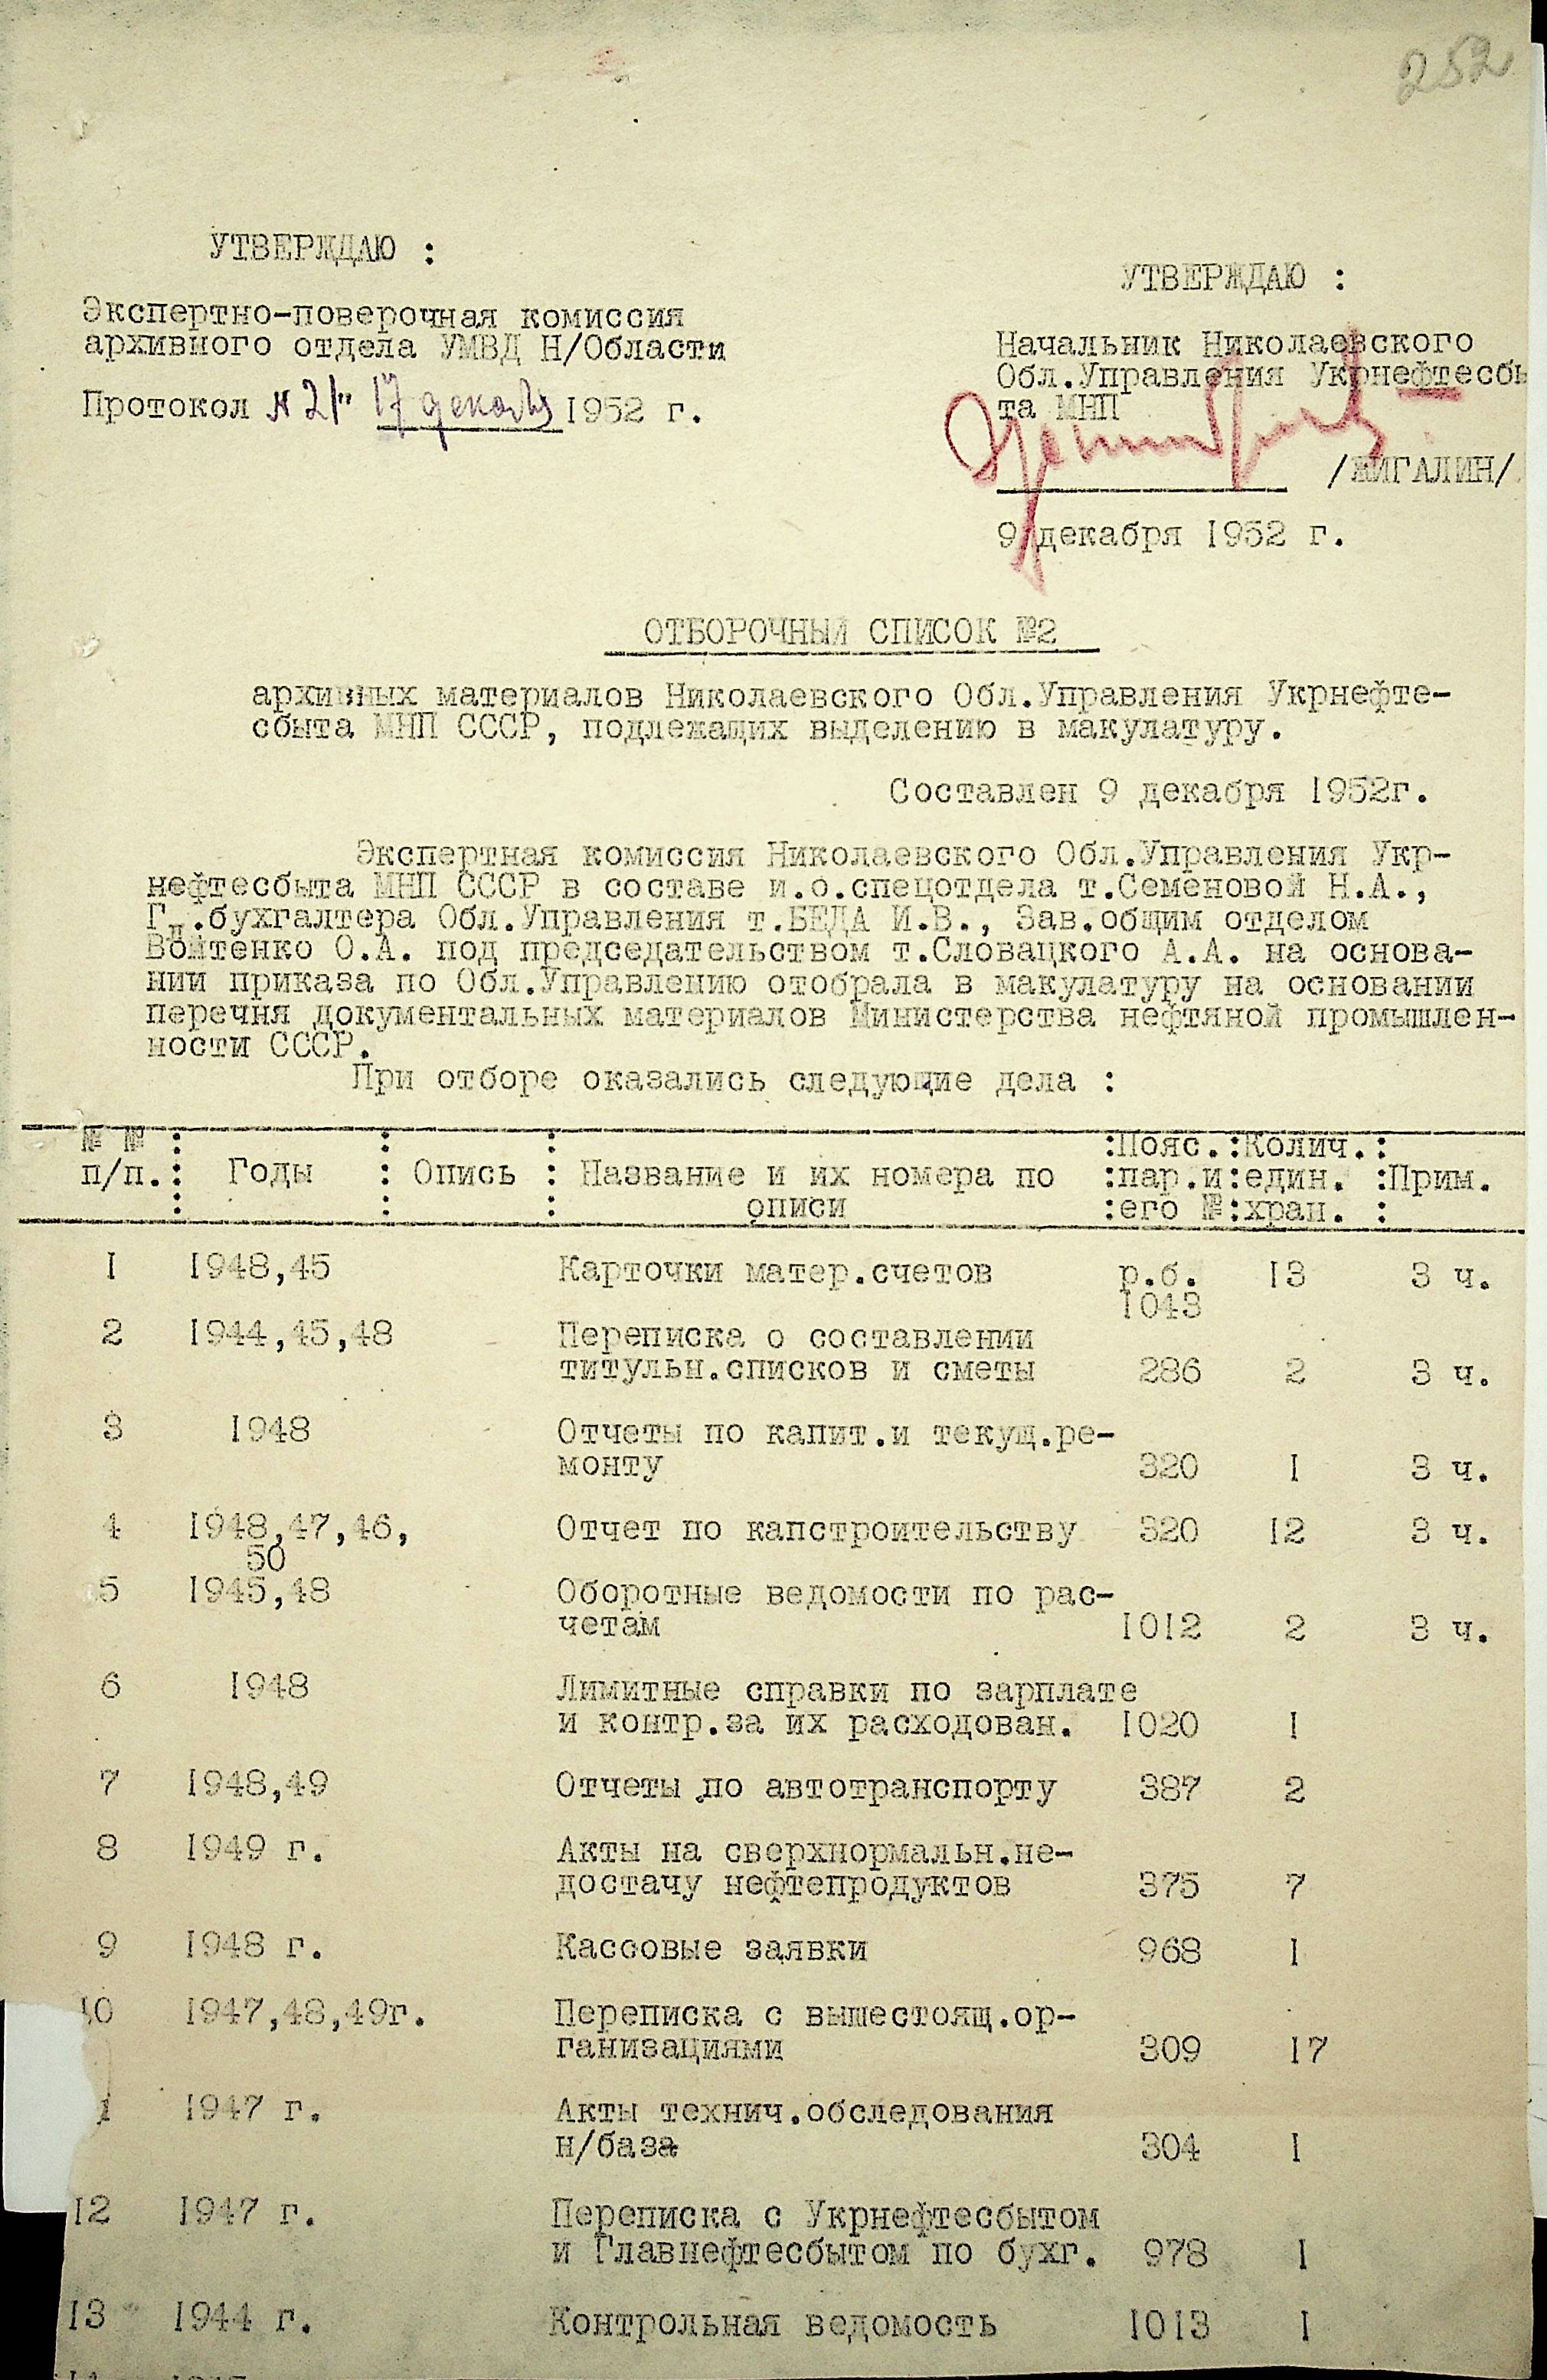 252
УТВЕРЖДАЮ :
Экспертно-поверочная комиссия
архивного отдела УМВД Н/Области
Протокол № 21 " 17 декабря 1952 г.
УТВЕРЖДАЮ :
Начальник Николаевского
Обл.Управления Укрнефтесбы
та МНП
/ЖИГАЛИН/
9 декабря 1952 г.
ОТБОРОЧНЫЙ СПИСОК №2
архивных материалов Николаевского Обл.Управления Укрнефте-
сбыта МНП СССР, подлежащих выделению в макулатуру.
Составлен 9 декабря 1952г.
Экспертная комиссия Николаевского Обл.Управления Укр-
нефтесбыта МНП СССР в составе и.о.спецотдела т.Семеновой Н.А.,
Гл.бухгалтера Обл.Управления т.БЕДА И.В., Зав.общим отделом
Войтенко О.А. под председательством т.Словацкого А.А. на основа-
нии приказа по Обл.Управлению отобрала в макулатуру на основании
перечня документальных материалов Министерства нефтяной промышлен-
ности СССР.
При отборе оказались следующие дела :
№ № : : : :Пояс.:Колич.:
п/п.: Годы : Опись : Название и их номера по :пар.и:един. :Прим.
: : : описи :его №:хран. :
1 1948,45 Карточки матер.счетов р.б. 13 3 ч.
1043
2 1944,45,48 Переписка о составлении
титульн.списков и сметы 286 2 3 ч.
3 1948 Отчеты по капит.и текущ.ре-
монту 320 1 3 ч.
4 1948,47,46, Отчет по капстроительству 320 12 3 ч.
50
5 1945,48 Оборотные ведомости по рас-
четам 1012 2 3 ч.
6 1948 Лимитные справки по зарплате
и контр.за их расходован. 1020 1
7 1948,49 Отчеты по автотранспорту 387 2
8 1949 г. Акты на сверхнормальн.не-
достачу нефтепродуктов 375 7
9 1948 г. Кассовые заявки 968 1
10 1947,48,49г. Переписка с вышестоящ.ор-
ганизациями 309 17
1 1947 г. Акты технич.обследования
н/база 304 1
12 1947 г. Переписка с Укрнефтесбытом
и Главнефтесбытом по бухг. 978 1
13 1944 г. Контрольная ведомость 1013 1